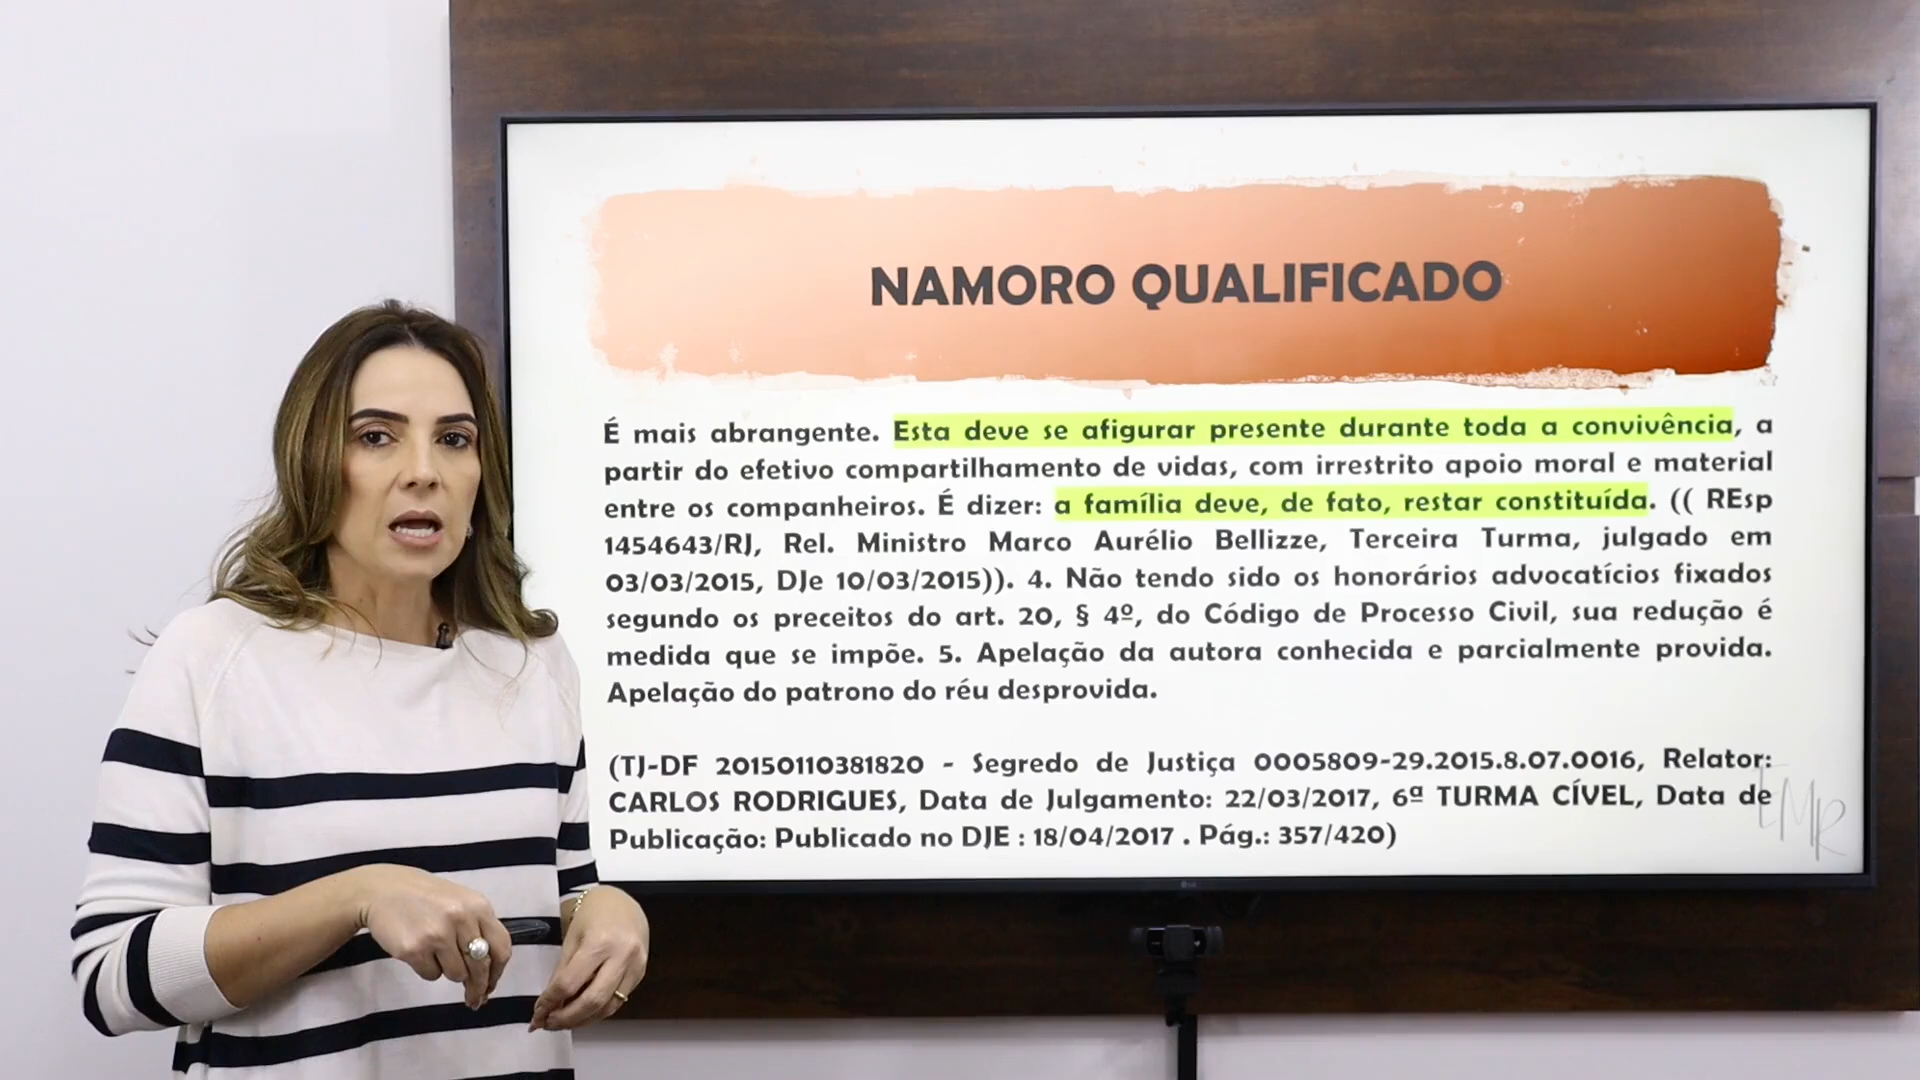 NAMORO QUALIFICADO
É mais abrangente. Esta deve se afigurar presente durante toda a convivência, a
partir do efetivo compartilhamento de vidas, com irrestrito apoio moral e material
entre os companheiros. É dizer: a família deve, de fato, restar constituída. (( REsp
1454643/RJ, Rel. Ministro Marco Aurélio Bellizze, Terceira Turma, julgado em
03/03/2015, DJe 10/03/2015)). 4. Não tendo sido os honorários advocatícios fixados
segundo os preceitos do art. 20, § 4º, do Código de Processo Civil, sua redução é
medida que se impõe. 5. Apelação da autora conhecida e parcialmente provida.
Apelação do patrono do réu desprovida.
(TJ-DF 20150110381820 - Segredo de Justiça 0005809-29.2015.8.07.0016, Relator:
CARLOS RODRIGUES, Data de Julgamento: 22/03/2017, 6ª TURMA CÍVEL, Data de
Publicação: Publicado no DJE : 18/04/2017 . Pág.: 357/420)
EMR